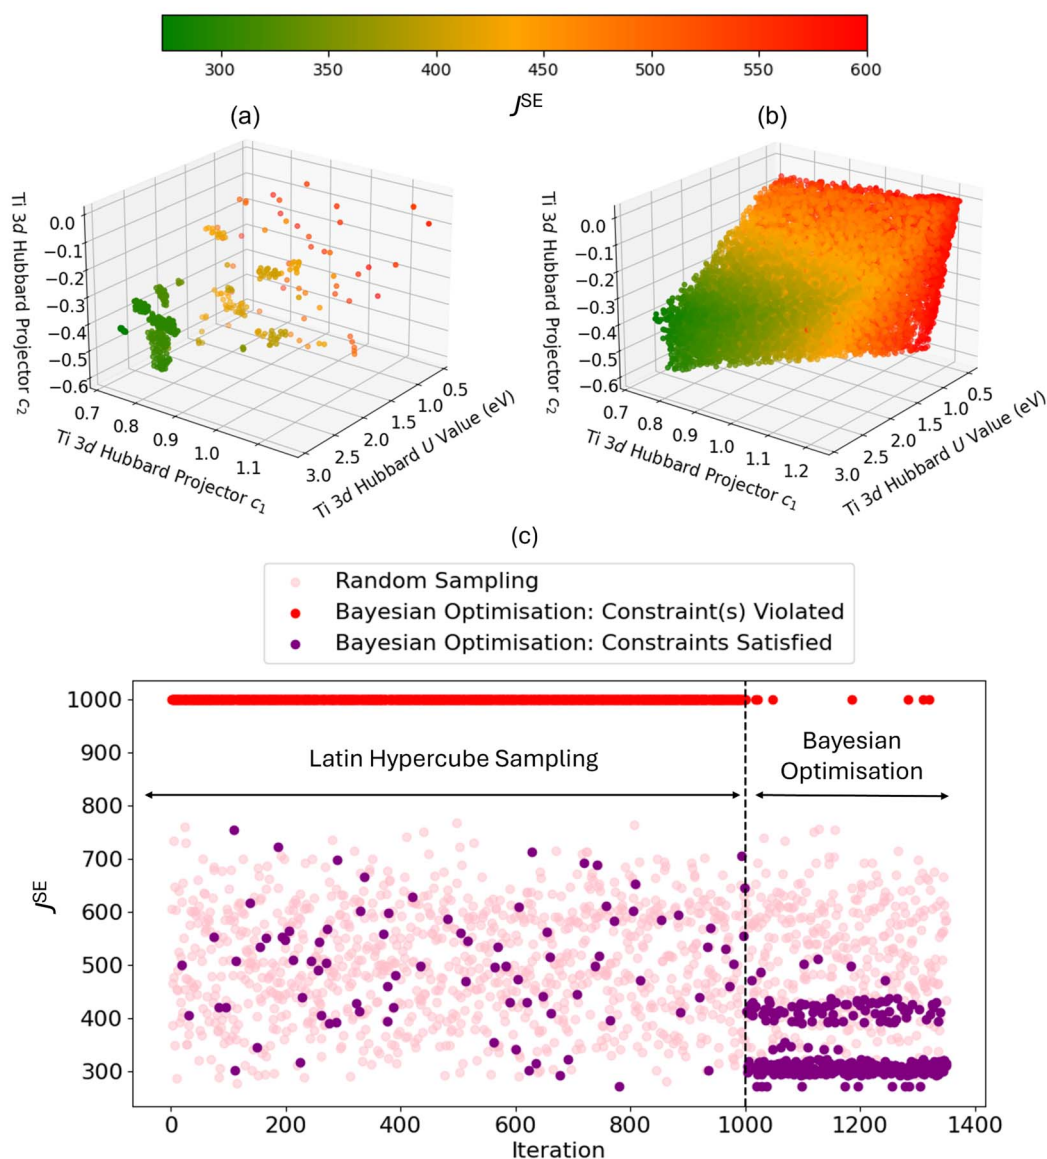 300 350 400 450 500 550 600
J^SE
(a) (b)
Ti 3d Hubbard Projector c₂
0.0
−0.1
−0.2
−0.3
−0.4
−0.5
−0.6
0.7
0.8
0.9
1.0
1.1
Ti 3d Hubbard Projector c₁
3.0
2.5
2.0
1.5
1.0
0.5
Ti 3d Hubbard U Value (eV)
Ti 3d Hubbard Projector c₂
0.0
−0.1
−0.2
−0.3
−0.4
−0.5
−0.6
0.7
0.8
0.9
1.0
1.1
1.2
Ti 3d Hubbard Projector c₁
3.0
2.5
2.0
1.5
1.0
0.5
Ti 3d Hubbard U Value (eV)
(c)
Random Sampling
Bayesian Optimisation: Constraint(s) Violated
Bayesian Optimisation: Constraints Satisfied
1000
900
800
700
600
500
400
300
J^SE
Latin Hypercube Sampling
Bayesian
Optimisation
0 200 400 600 800 1000 1200 1400
Iteration